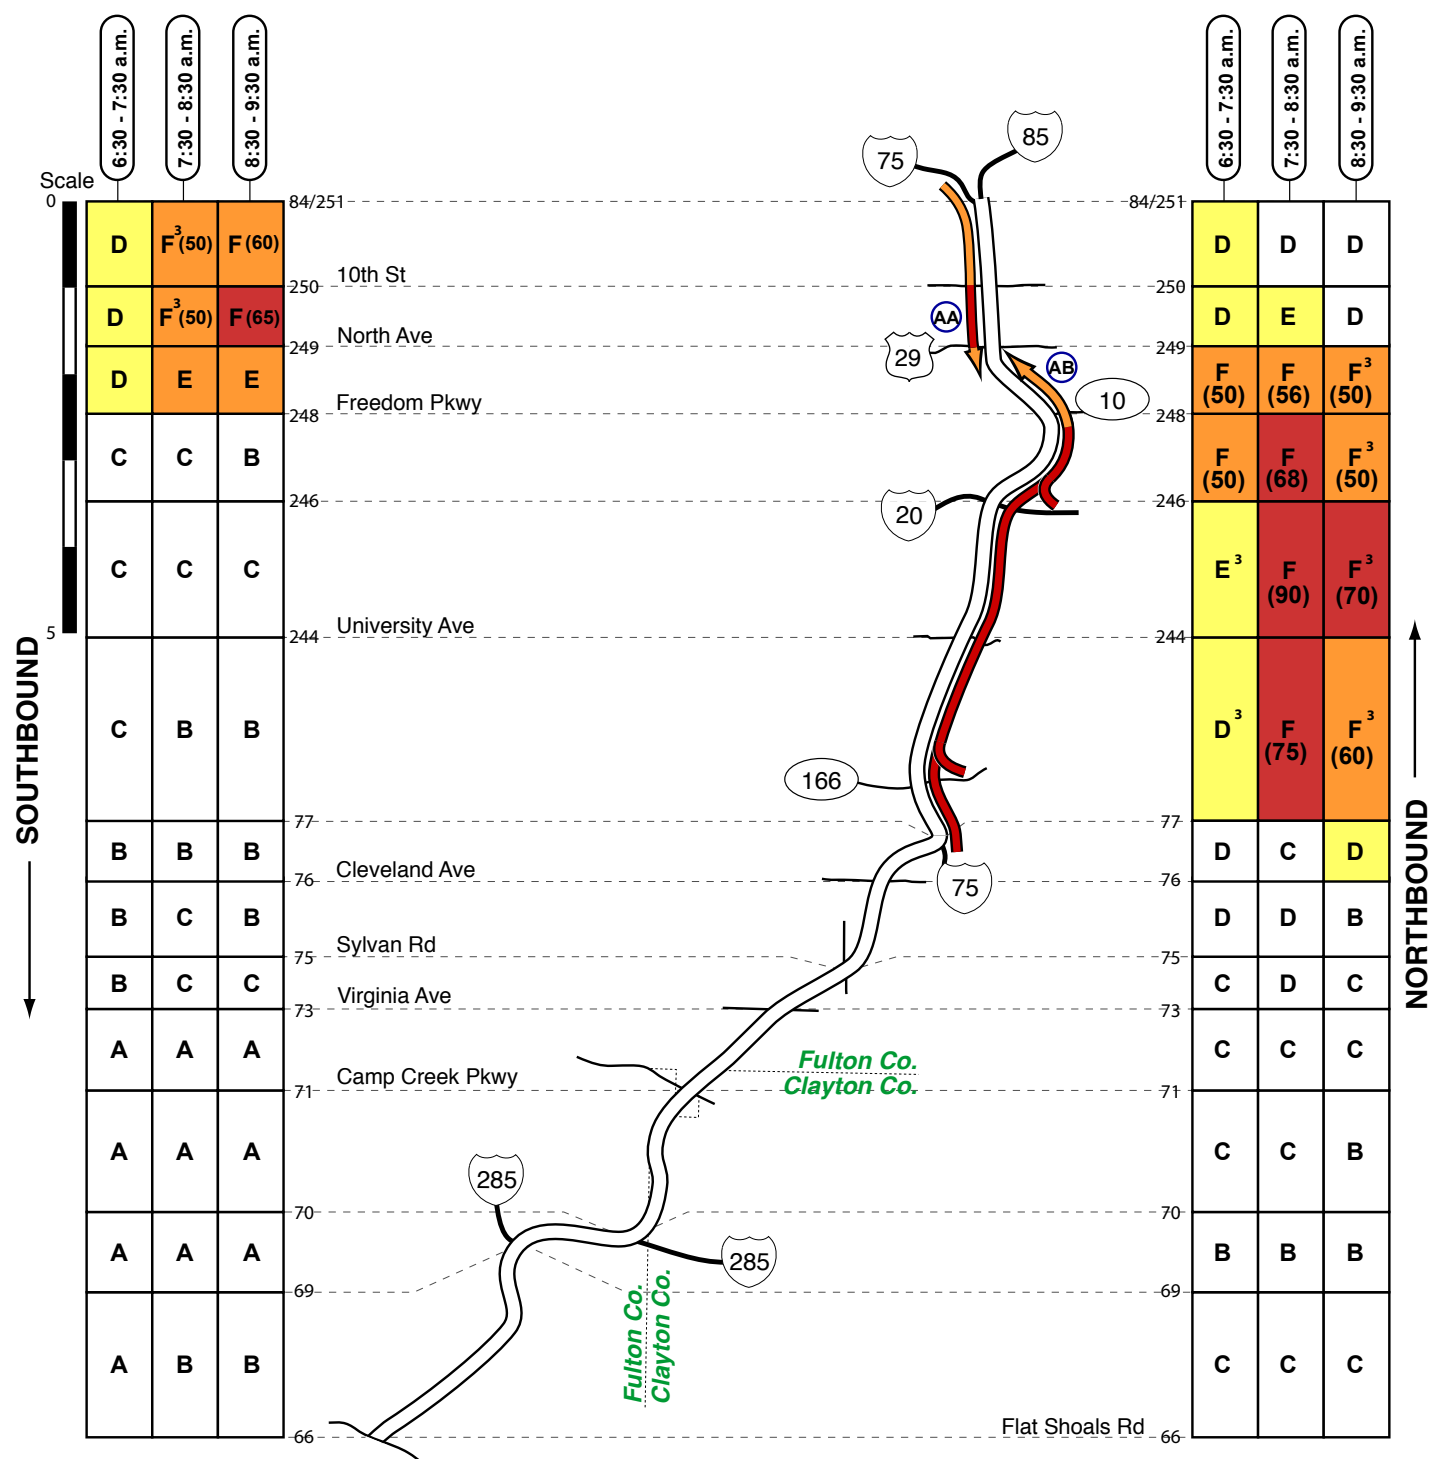 6:30 - 7:30 a.m.
7:30 - 8:30 a.m.
8:30 - 9:30 a.m.
6:30 - 7:30 a.m.
7:30 - 8:30 a.m.
8:30 - 9:30 a.m.
85
75
Scale
0
84/251
84/251
D F³(50) F(60)
D D D
10th St
250
250
D F³(50) F(65)
AA
D E D
North Ave
249
249
29
AB
D E E
F (50) F (56) F³ (50)
10
Freedom Pkwy
248
248
C C B
F (50) F (68) F³ (50)
246
246
20
C C C
E³ F (90) F³ (70)
5
University Ave
244
244
SOUTHBOUND
C B B
D³ F (75) F³ (60)
166
77
77
B B B
D C D
Cleveland Ave
76
76
75
NORTHBOUND
B C B
D D B
Sylvan Rd
75
75
B C C
C D C
Virginia Ave
73
73
A A A
C C C
Fulton Co.
Clayton Co.
Camp Creek Pkwy
71
71
A A A
C C B
285
70
70
A A A
285
B B B
69
69
Fulton Co.
Clayton Co.
A B B
C C C
Flat Shoals Rd
66
66